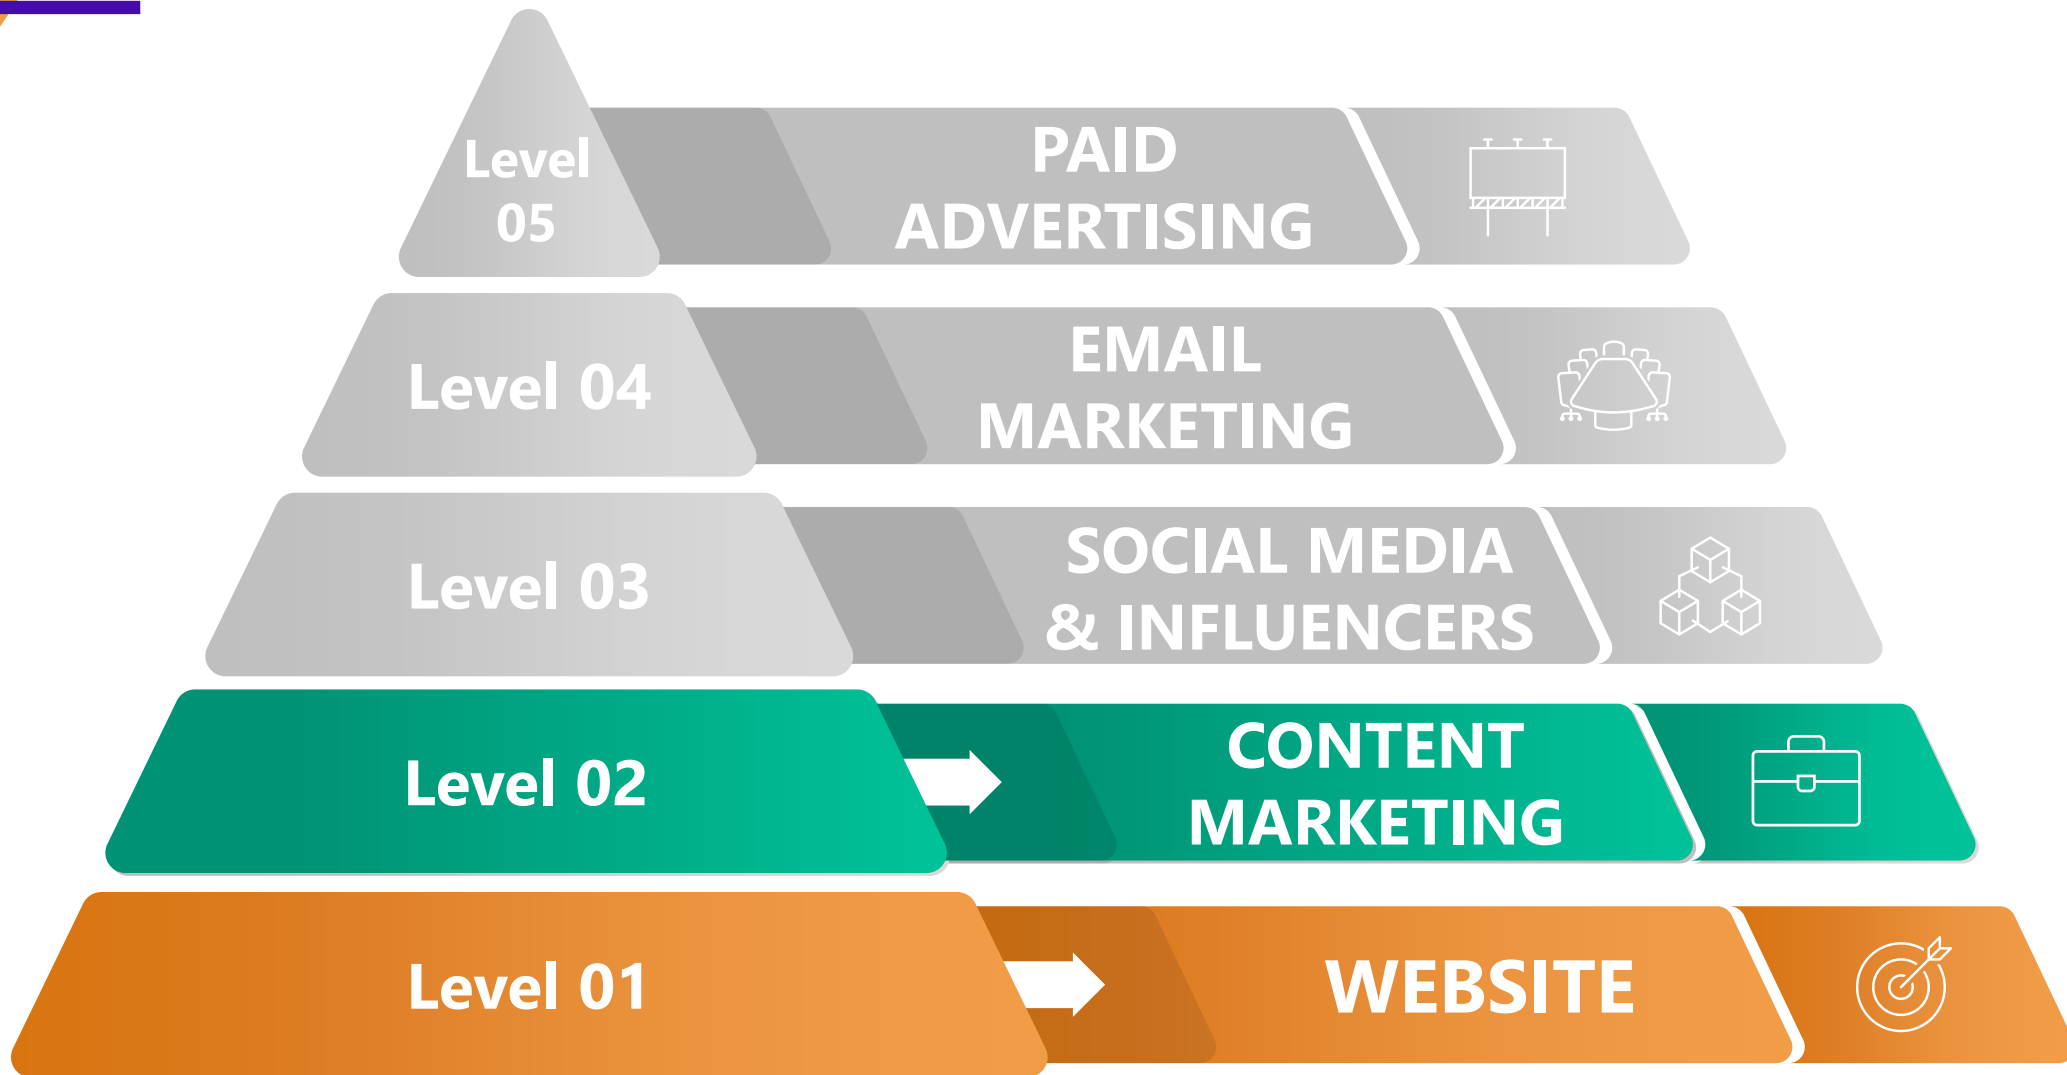 Level
05
PAID
ADVERTISING
Level 04
EMAIL
MARKETING
Level 03
SOCIAL MEDIA
& INFLUENCERS
Level 02
CONTENT
MARKETING
Level 01
WEBSITE